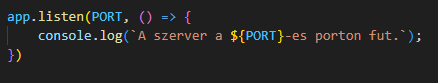 app.listen(PORT, () => {
    console.log(`A szerver a ${PORT}-es porton fut.`);
})